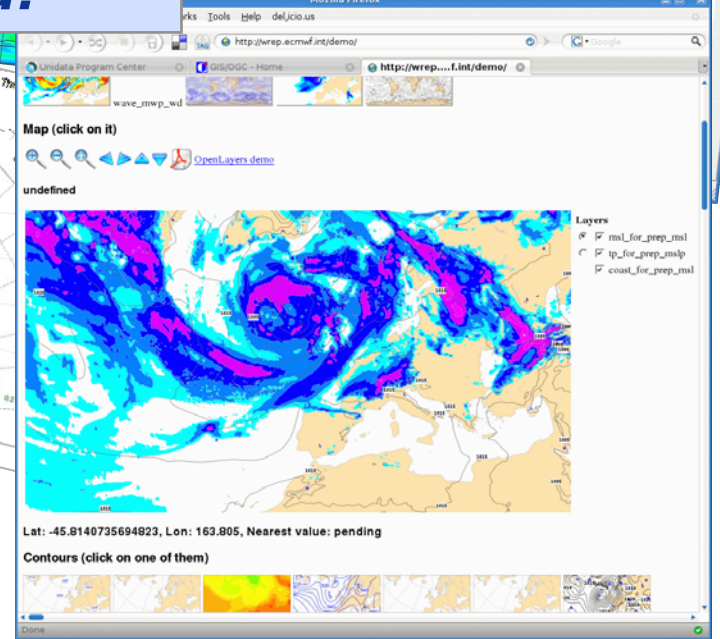 Mozilla Firefox
rks Tools Help del.icio.us
TAG http://wrep.ecmwf.int/demo/ G Google
Unidata Program Center GIS/OGC - Home http://wrep....f.int/demo/
wave_mwp_wd
Map (click on it)
OpenLayers demo
undefined
Layers
msl_for_prep_msl
tp_for_prep_mslp
coast_for_prep_msl
Lat: -45.8140735694823, Lon: 163.805, Nearest value: pending
Contours (click on one of them)
Done